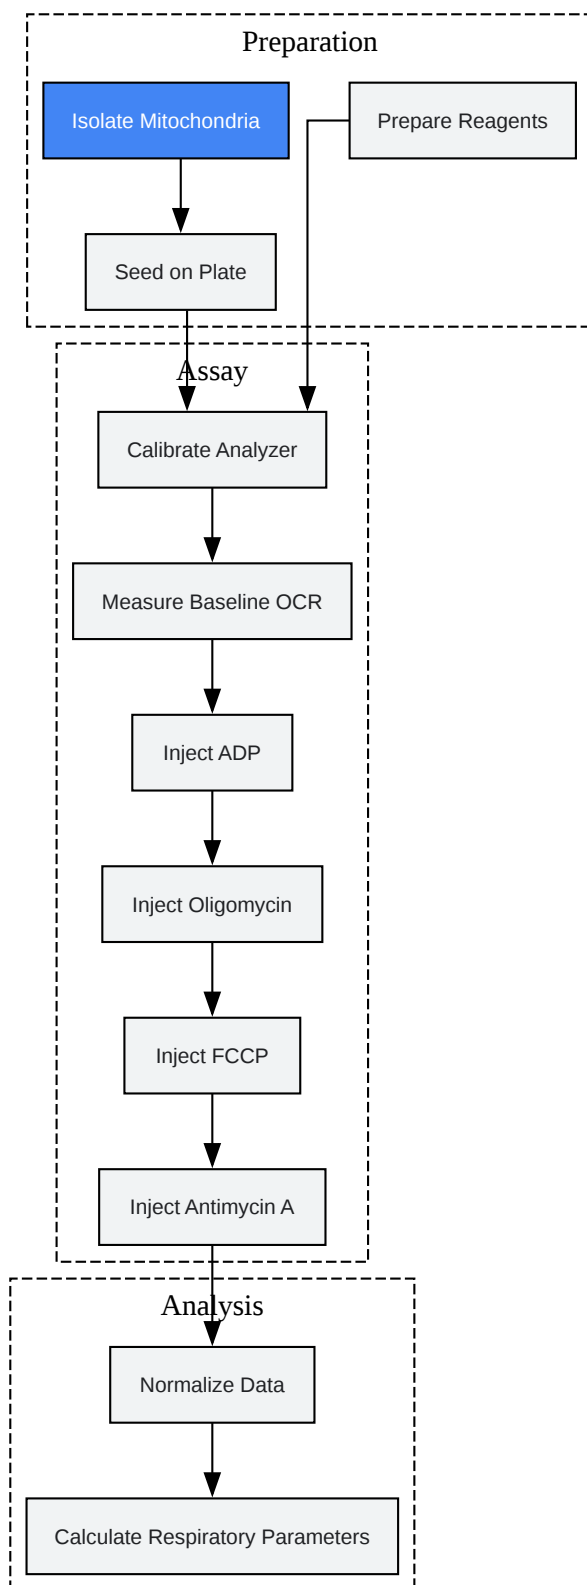 Preparation
Isolate Mitochondria
Prepare Reagents
Seed on Plate
Assay
Calibrate Analyzer
Measure Baseline OCR
Inject ADP
Inject Oligomycin
Inject FCCP
Inject Antimycin A
Analysis
Normalize Data
Calculate Respiratory Parameters